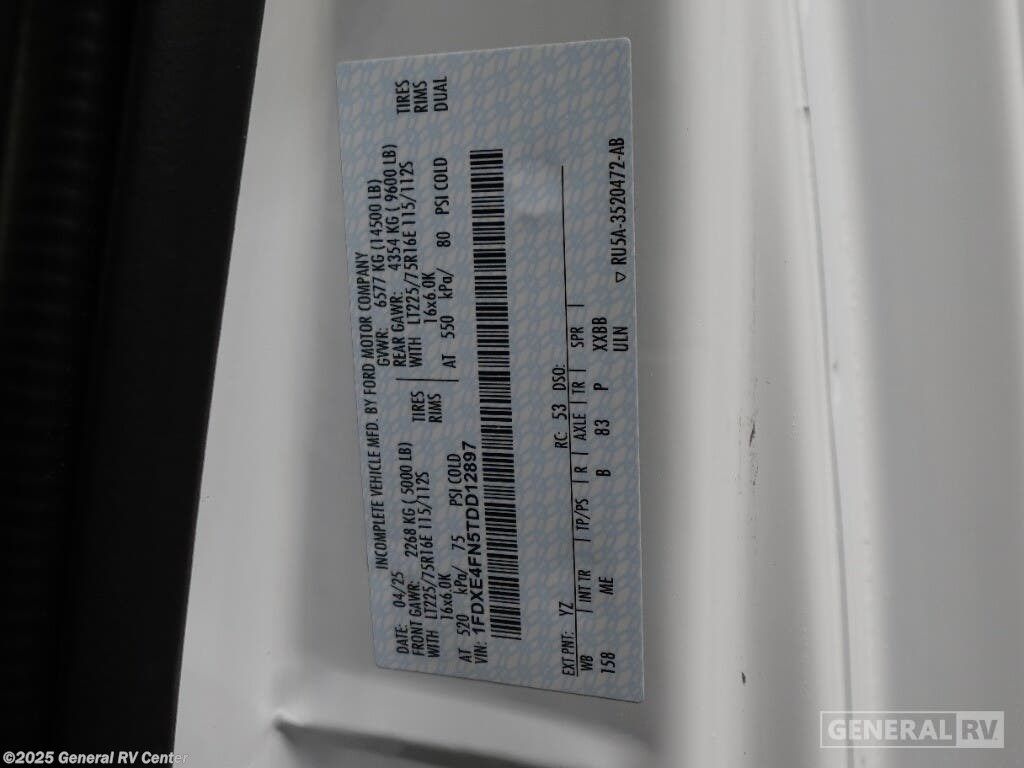 INCOMPLETE VEHICLE MFD. BY FORD MOTOR COMPANY
DATE: 04/25 GVWR: 6577 KG (14500 LB)
FRONT GAWR: 2268 KG ( 5000 LB) REAR GAWR: 4354 KG ( 9600 LB)
WITH LT225/75R16E 115/112S TIRES WITH LT225/75R16E 115/112S TIRES
16x6.0K RIMS 16x6.0K RIMS
AT 520 kPa/ 75 PSI COLD AT 550 kPa/ 80 PSI COLD DUAL
VIN: 1FDXE4FN5TDD12897
EXT PNT: YZ RC: 53 DSO:
WB INT TR TP/PS R AXLE TR SPR
158 ME B 83 P XXBB
ULN
▽ RU5A-3520472-AB
GENERAL RV
©2025 General RV Center